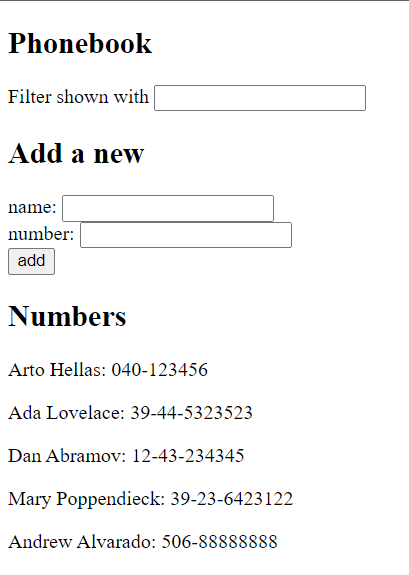 Phonebook
Filter shown with
Add a new
name:
number:
add
Numbers
Arto Hellas: 040-123456
Ada Lovelace: 39-44-5323523
Dan Abramov: 12-43-234345
Mary Poppendieck: 39-23-6423122
Andrew Alvarado: 506-88888888